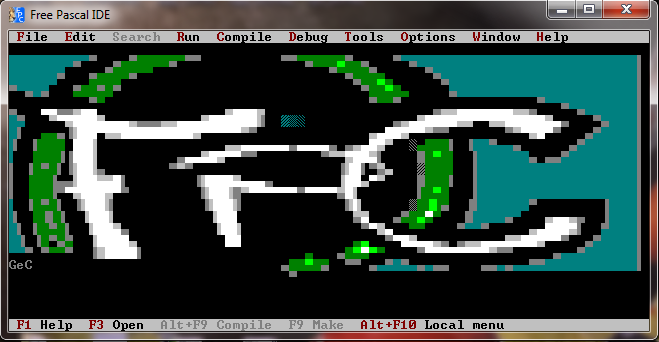 Free Pascal IDE
File Edit Search Run Compile Debug Tools Options Window Help
FPC
GeC
F1 Help F3 Open Alt+F9 Compile F9 Make Alt+F10 Local menu